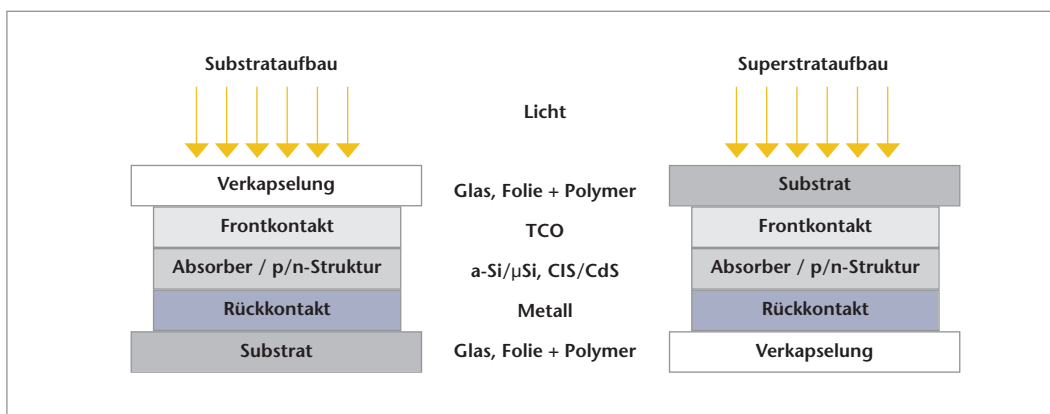 Substrataufbau
Superstrataufbau
Licht
Verkapselung
Glas, Folie + Polymer
Substrat
Frontkontakt
TCO
Frontkontakt
Absorber / p/n-Struktur
a-Si/μSi, CIS/CdS
Absorber / p/n-Struktur
Rückkontakt
Metall
Rückkontakt
Substrat
Glas, Folie + Polymer
Verkapselung